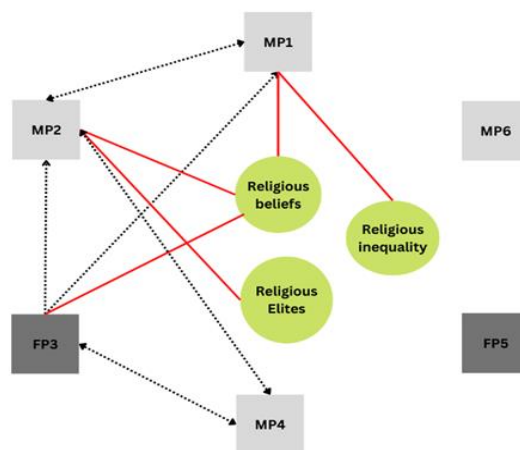 MP1
MP2
MP6
Religious
beliefs
Religious
inequality
Religious
Elites
FP3
FP5
MP4